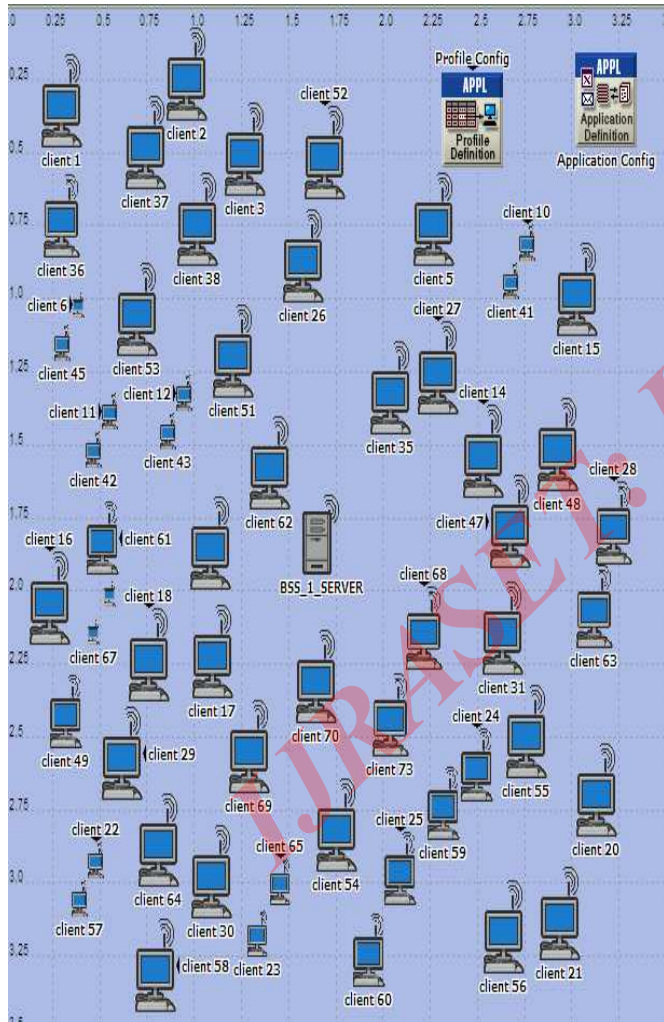 0.0 0.25 0.5 0.75 1.0 1.25 1.5 1.75 2.0 2.25 2.5 2.75 3.0 3.25
0.25
Profile Config
APPL
Profile
Definition
APPL
Application
Definition
Application Config
client 52
client 1
client 2
0.5
client 37
client 3
0.75
client 10
client 36
client 38
client 5
client 41
client 26
client 27
1.0
client 6
client 15
client 45
client 53
1.25
client 12
client 51
client 14
client 11
client 35
client 42
client 43
1.5
client 28
client 62
client 47
client 48
1.75
client 16
client 61
BSS_1_SERVER
client 68
2.0
client 18
client 67
client 63
2.25
client 17
client 31
client 70
client 24
2.5
client 49
client 29
client 73
client 55
client 69
2.75
client 25
client 20
client 22
client 65
client 59
client 54
3.0
client 64
client 57
client 30
3.25
client 58
client 23
client 60
client 56
client 21
IJRASET: